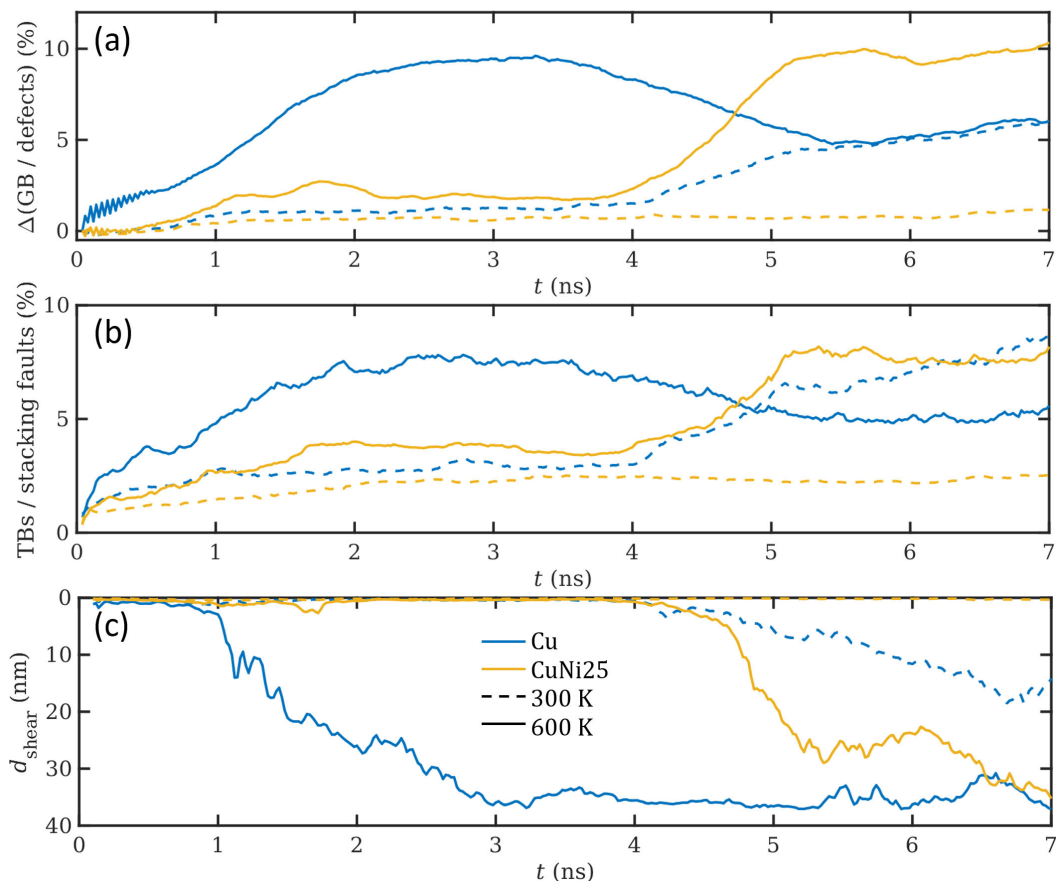 (a)
Δ(GB / defects) (%)
10
5
0
0 1 2 3 4 5 6 7
t (ns)
(b)
TBs / stacking faults (%)
10
5
0
0 1 2 3 4 5 6 7
t (ns)
(c)
d_shear (nm)
0
10
20
30
40
Cu
CuNi25
300 K
600 K
0 1 2 3 4 5 6 7
t (ns)